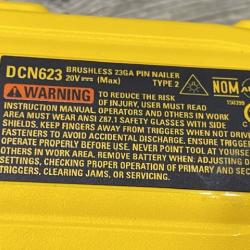 DCN623 BRUSHLESS 23GA PIN NAILER
20V (Max) TYPE 2
NOM
WARNING TO REDUCE THE RISK
OF INJURY, USER MUST READ
INSTRUCTION MANUAL. OPERATORS AND OTHERS IN WORK
AREA MUST WEAR ANSI Z87.1 SAFETY GLASSES WITH SIDE
SHIELDS. KEEP FINGERS AWAY FROM TRIGGERS WHEN NOT DRIVING
FASTENERS TO AVOID ACCIDENTAL DISCHARGE. ENSURE TRIGGER
OPERATE PROPERLY BEFORE USE. NEVER POINT TOOL AT YOURSELF
OTHERS IN WORK AREA. REMOVE BATTERY WHEN: ADJUSTING D
SETTINGS, CHECKING PROPER OPERATION OF PRIMARY AND SEC
TRIGGERS, CLEARING JAMS, OR SERVICING.